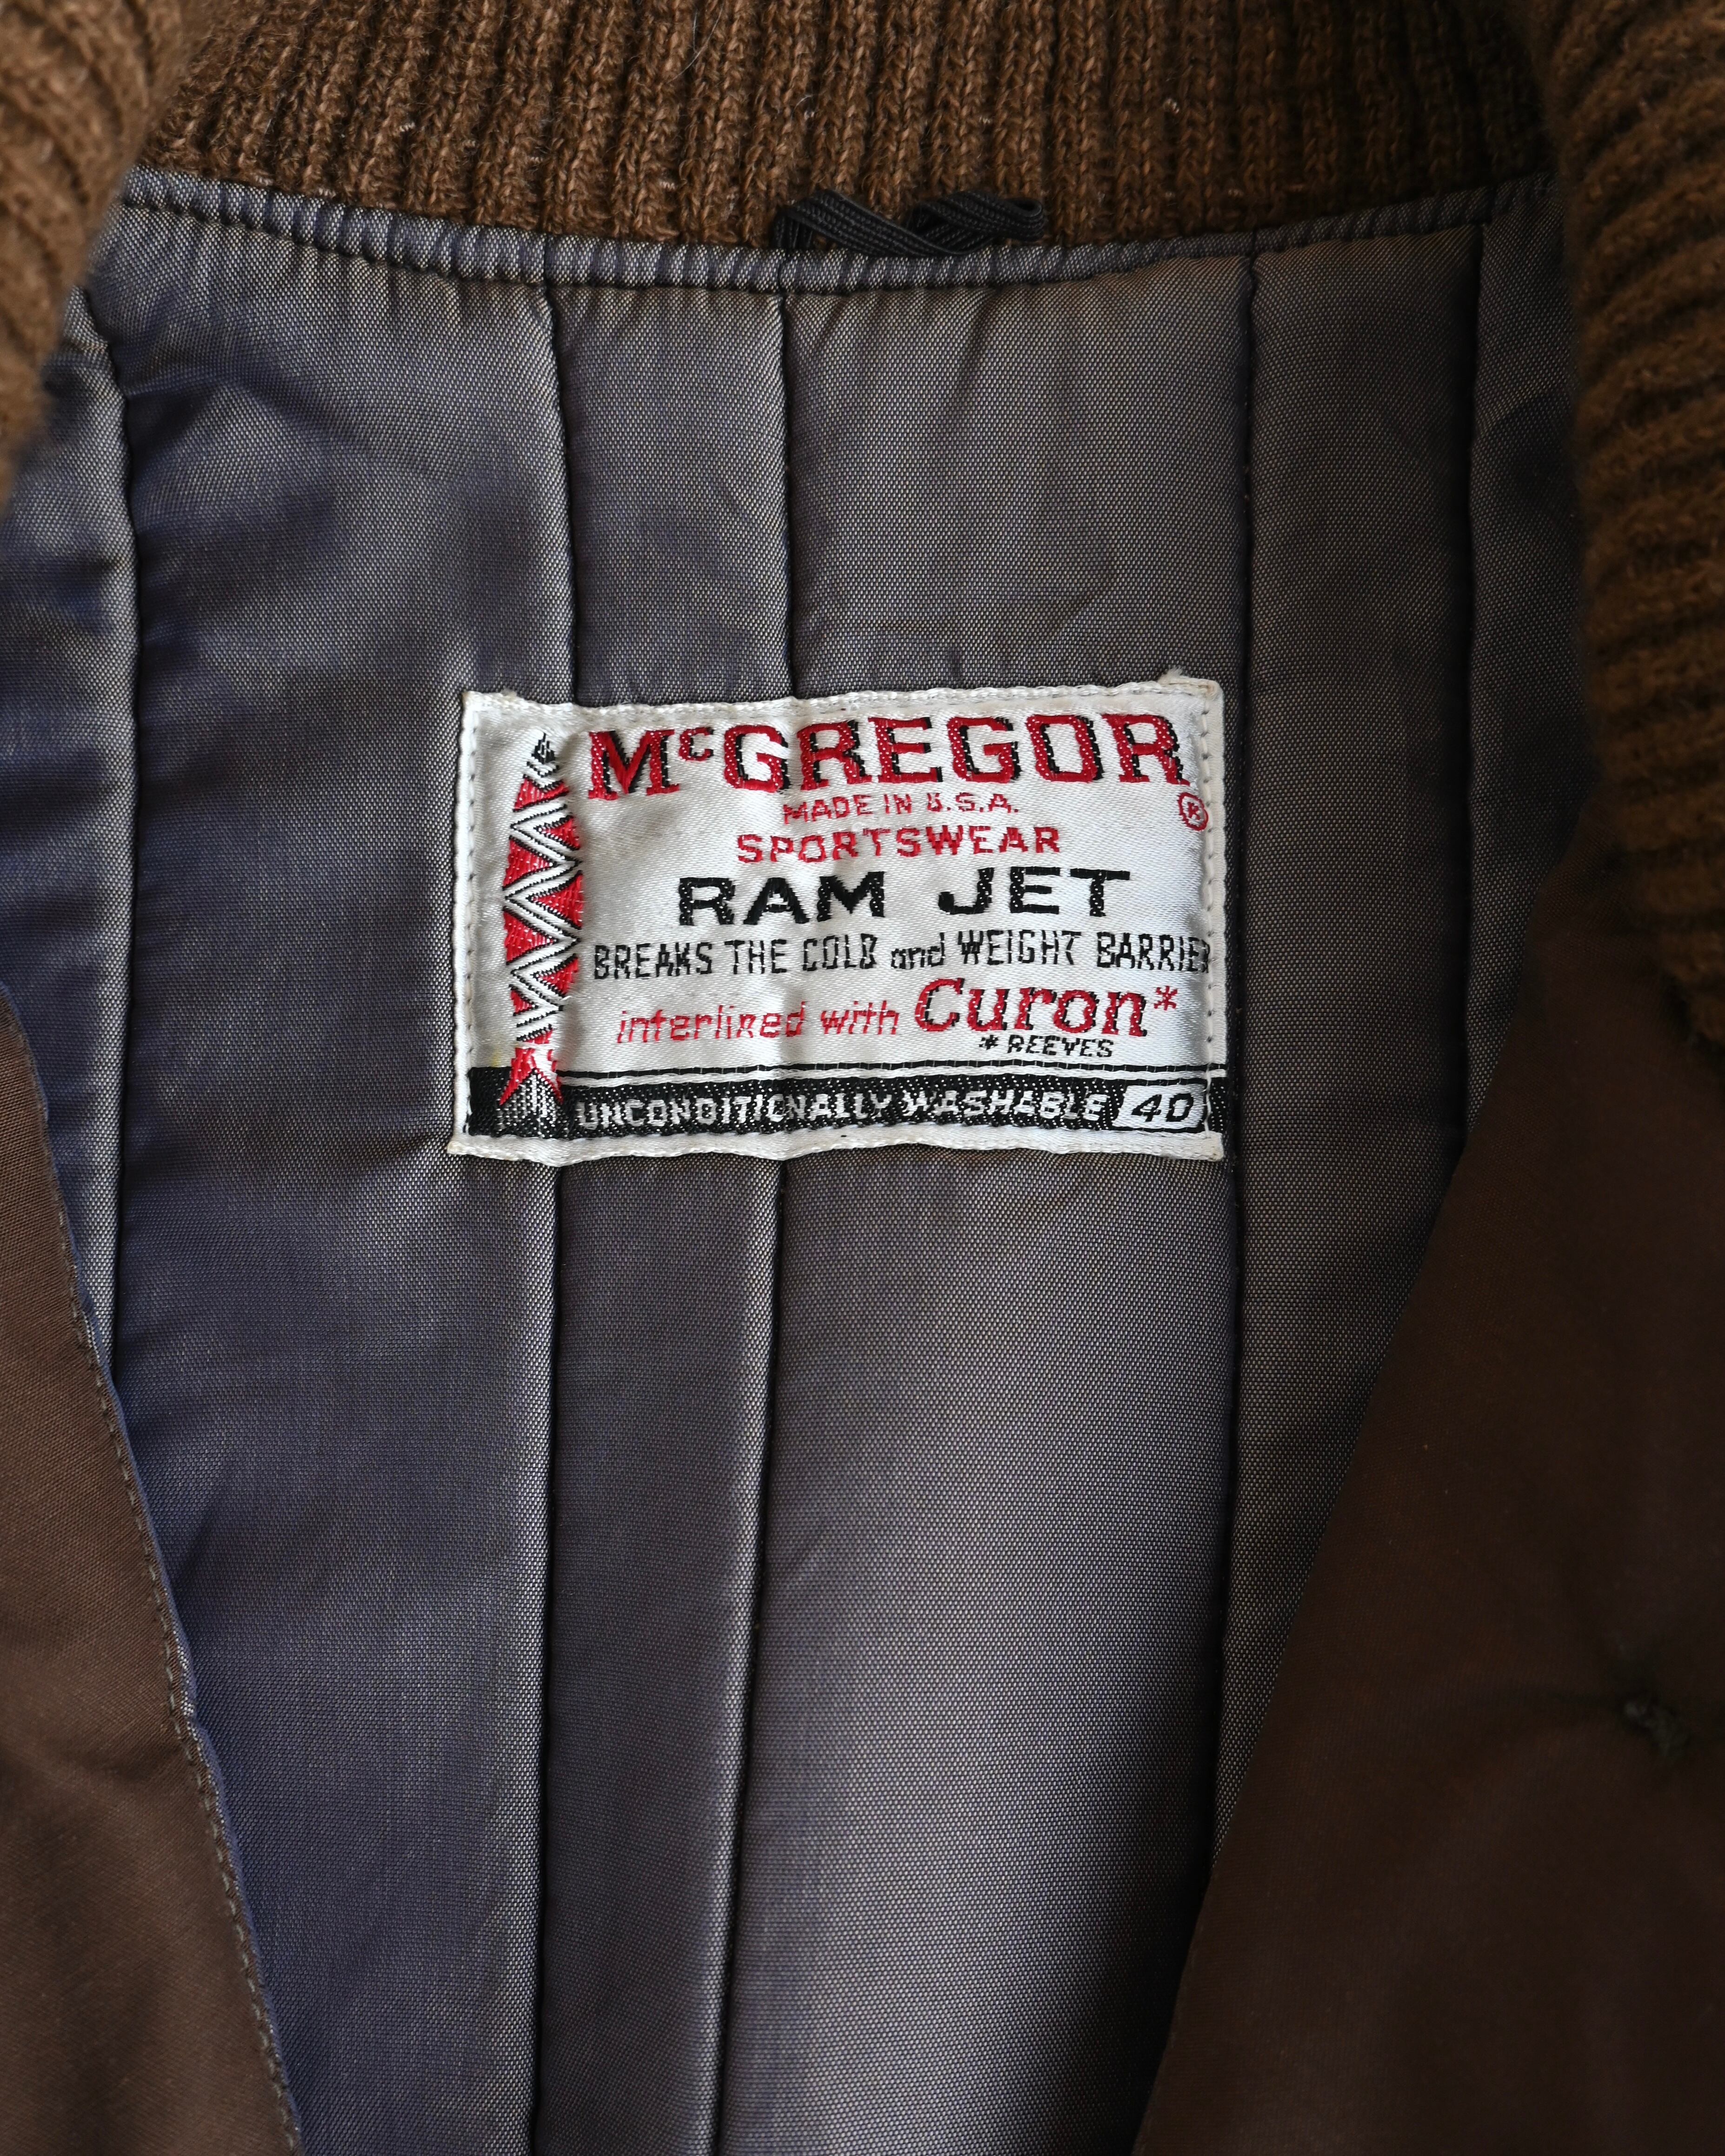 McGREGOR
®
MADE IN U.S.A.
SPORTSWEAR
RAM JET
BREAKS THE COLD and WEIGHT BARRIER
interlined with Curon*
* REEVES
UNCONDITIONALLY WASHABLE 40